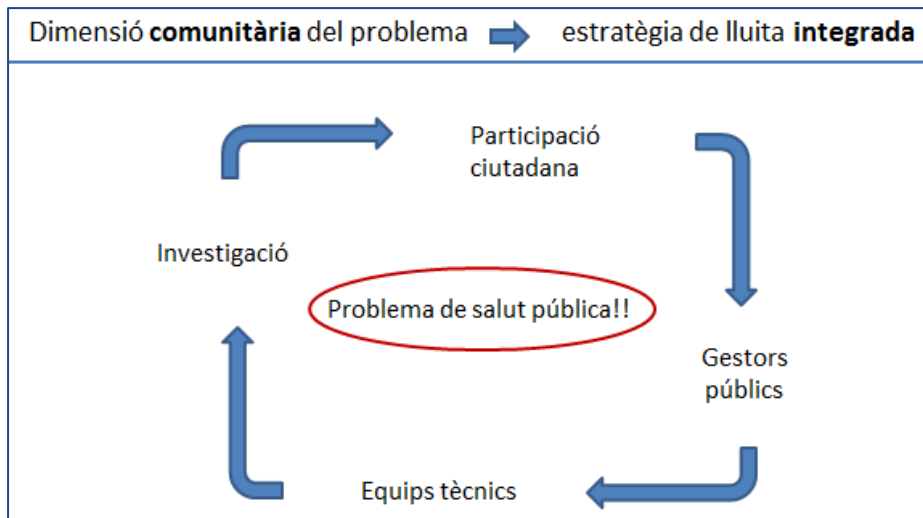 Dimensió comunitària del problema estratègia de lluita integrada
Participació
ciutadana
Investigació
Problema de salut pública!!
Gestors
públics
Equips tècnics